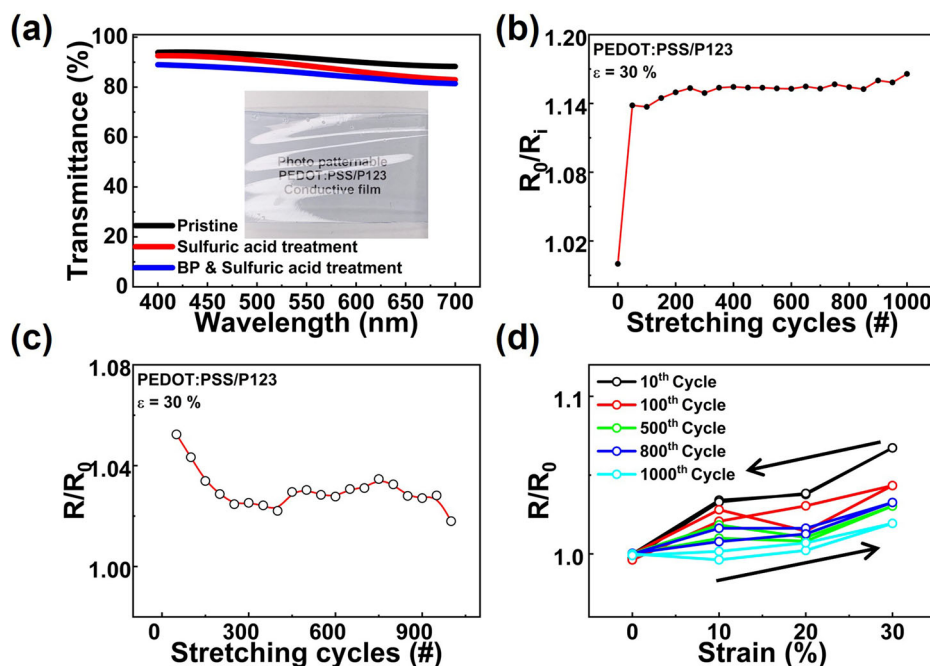 (a)
Transmittance (%)
100
80
60
40
20
0
Photo patternable
PEDOT:PSS/P123
Conductive film
Pristine
Sulfuric acid treatment
BP & Sulfuric acid treatment
400 450 500 550 600 650 700
Wavelength (nm)
(b)
R₀/Rᵢ
1.20
1.14
1.08
1.02
PEDOT:PSS/P123
ε = 30 %
0 200 400 600 800 1000
Stretching cycles (#)
(c)
R/R₀
1.08
1.04
1.00
PEDOT:PSS/P123
ε = 30 %
0 300 600 900
Stretching cycles (#)
(d)
R/R₀
1.1
1.0
10ᵗʰ Cycle
100ᵗʰ Cycle
500ᵗʰ Cycle
800ᵗʰ Cycle
1000ᵗʰ Cycle
0 10 20 30
Strain (%)